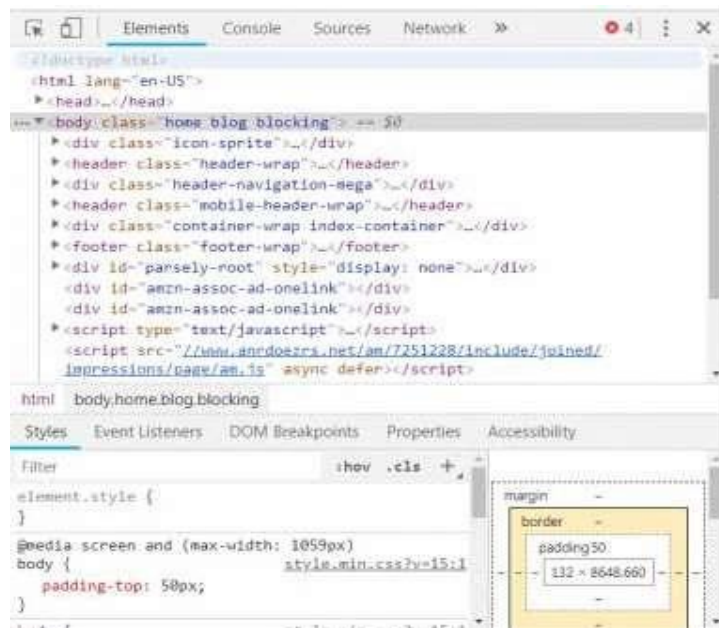 Elements Console Sources Network » 4
<!doctype html>
<html lang="en-US">
<head>…</head>
<body class="home blog blocking"> == $0
<div class="icon-sprite">…</div>
<header class="header-wrap">…</header>
<div class="header-navigation-mega">…</div>
<header class="mobile-header-wrap">…</header>
<div class="container-wrap index-container">…</div>
<footer class="footer-wrap">…</footer>
<div id="parsely-root" style="display: none">…</div>
<div id="amzn-assoc-ad-onelink"></div>
<div id="amzn-assoc-ad-onelink"></div>
<script type="text/javascript">…</script>
<script src="//www.anrdoezrs.net/am/7251228/include/joined/
impressions/page/am.js" async defer></script>
html body.home.blog.blocking
Styles Event Listeners DOM Breakpoints Properties Accessibility
Filter :hov .cls +
element.style {
}
@media screen and (max-width: 1059px)
body { style.min.css?v=15:1
padding-top: 50px;
}
margin -
border -
padding50
- - - 132 × 8648.660 - - -
-
-